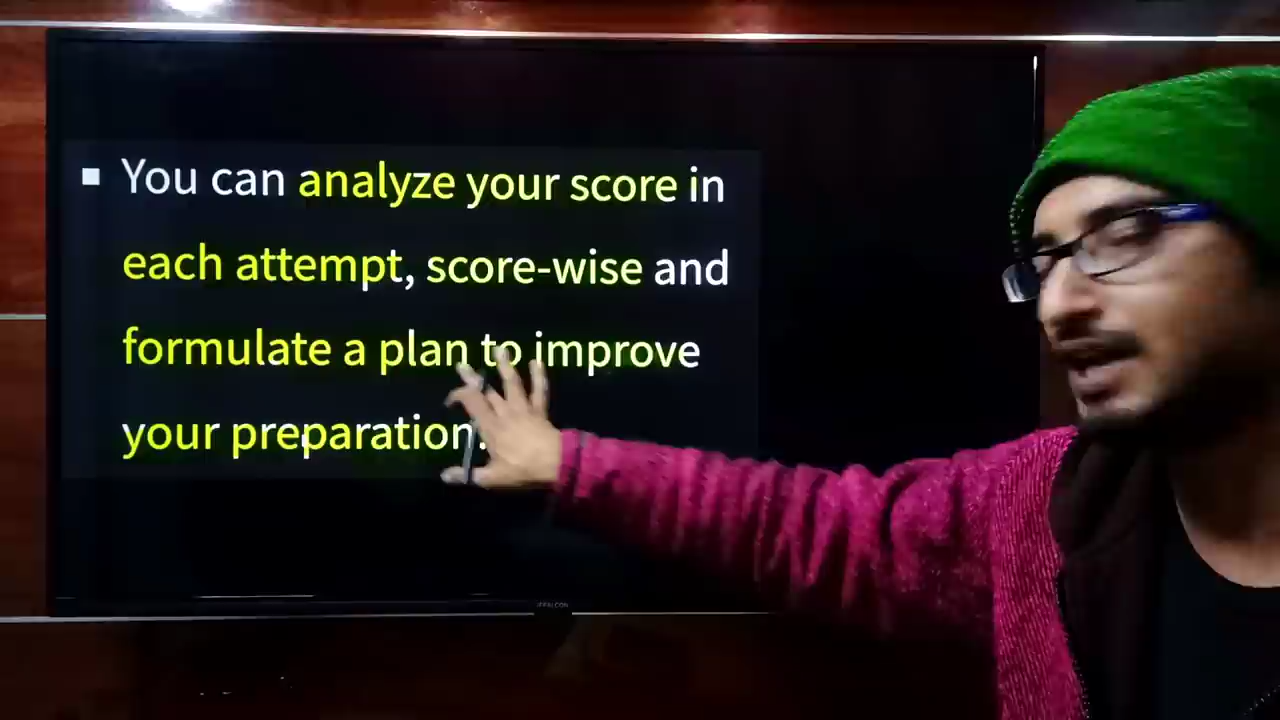 ▪ You can analyze your score in
each attempt, score-wise and
formulate a plan to improve
your preparation.